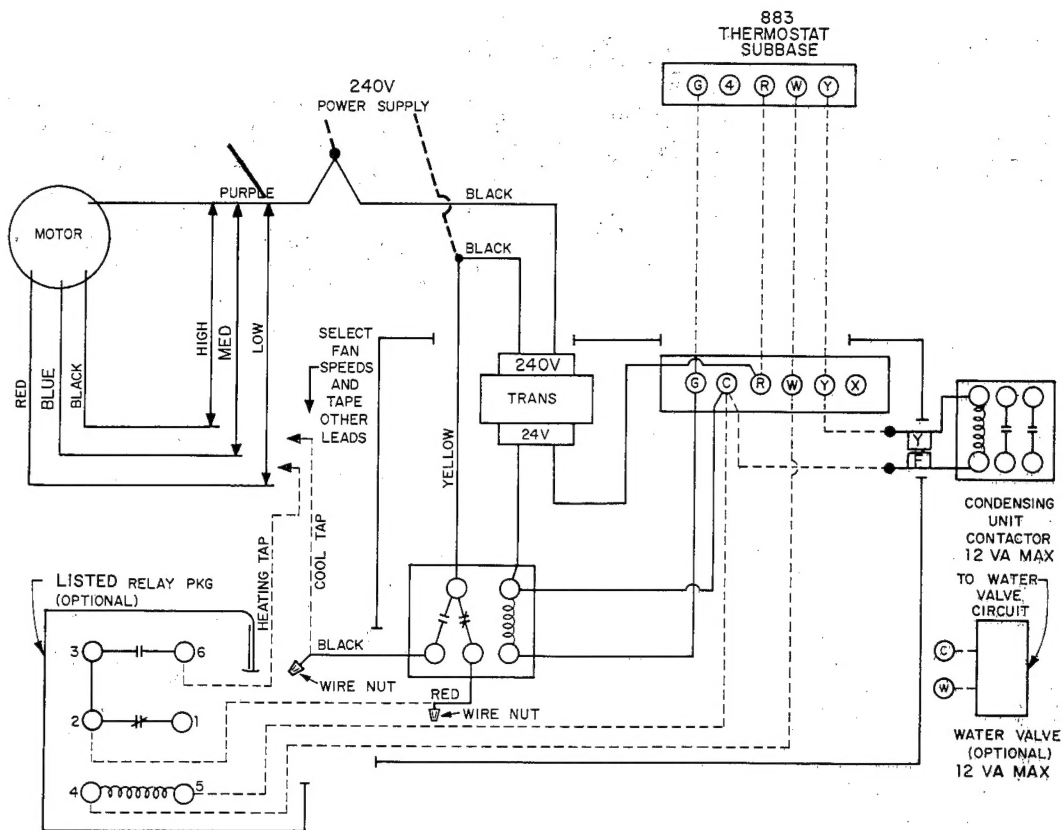 883
THERMOSTAT
SUBBASE
G 4 R W Y
240V
POWER SUPPLY
PURPLE
BLACK
MOTOR
BLACK
HIGH
MED
LOW
RED
BLUE
BLACK
SELECT
FAN
SPEEDS
AND
TAPE
OTHER
LEADS
240V
TRANS
24V
G C R W Y X
YELLOW
Y
F
CONDENSING
UNIT
CONTACTOR
12 VA MAX
HEATING TAP
COOL TAP
LISTED RELAY PKG
(OPTIONAL)
TO WATER
VALVE
CIRCUIT
C
W
WATER VALVE
(OPTIONAL)
12 VA MAX
3 6
2 1
4 5
BLACK
WIRE NUT
RED
WIRE NUT